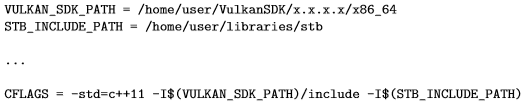 VULKAN_SDK_PATH = /home/user/VulkanSDK/x.x.x.x/x86_64
STB_INCLUDE_PATH = /home/user/libraries/stb
...
CFLAGS = -std=c++11 -I$(VULKAN_SDK_PATH)/include -I$(STB_INCLUDE_PATH)